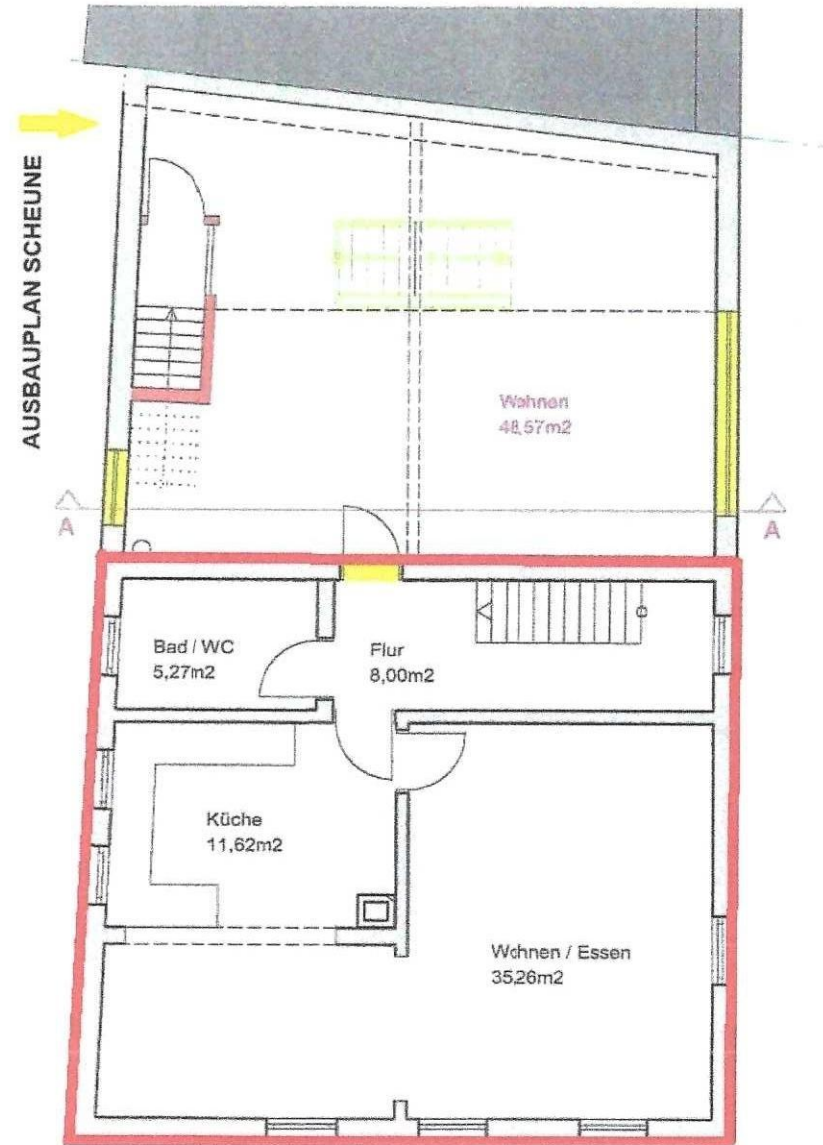 AUSBAUPLAN SCHEUNE
Wohnen
48,57m2
A
A
Bad / WC
5,27m2
Flur
8,00m2
Küche
11,62m2
Wohnen / Essen
35,26m2